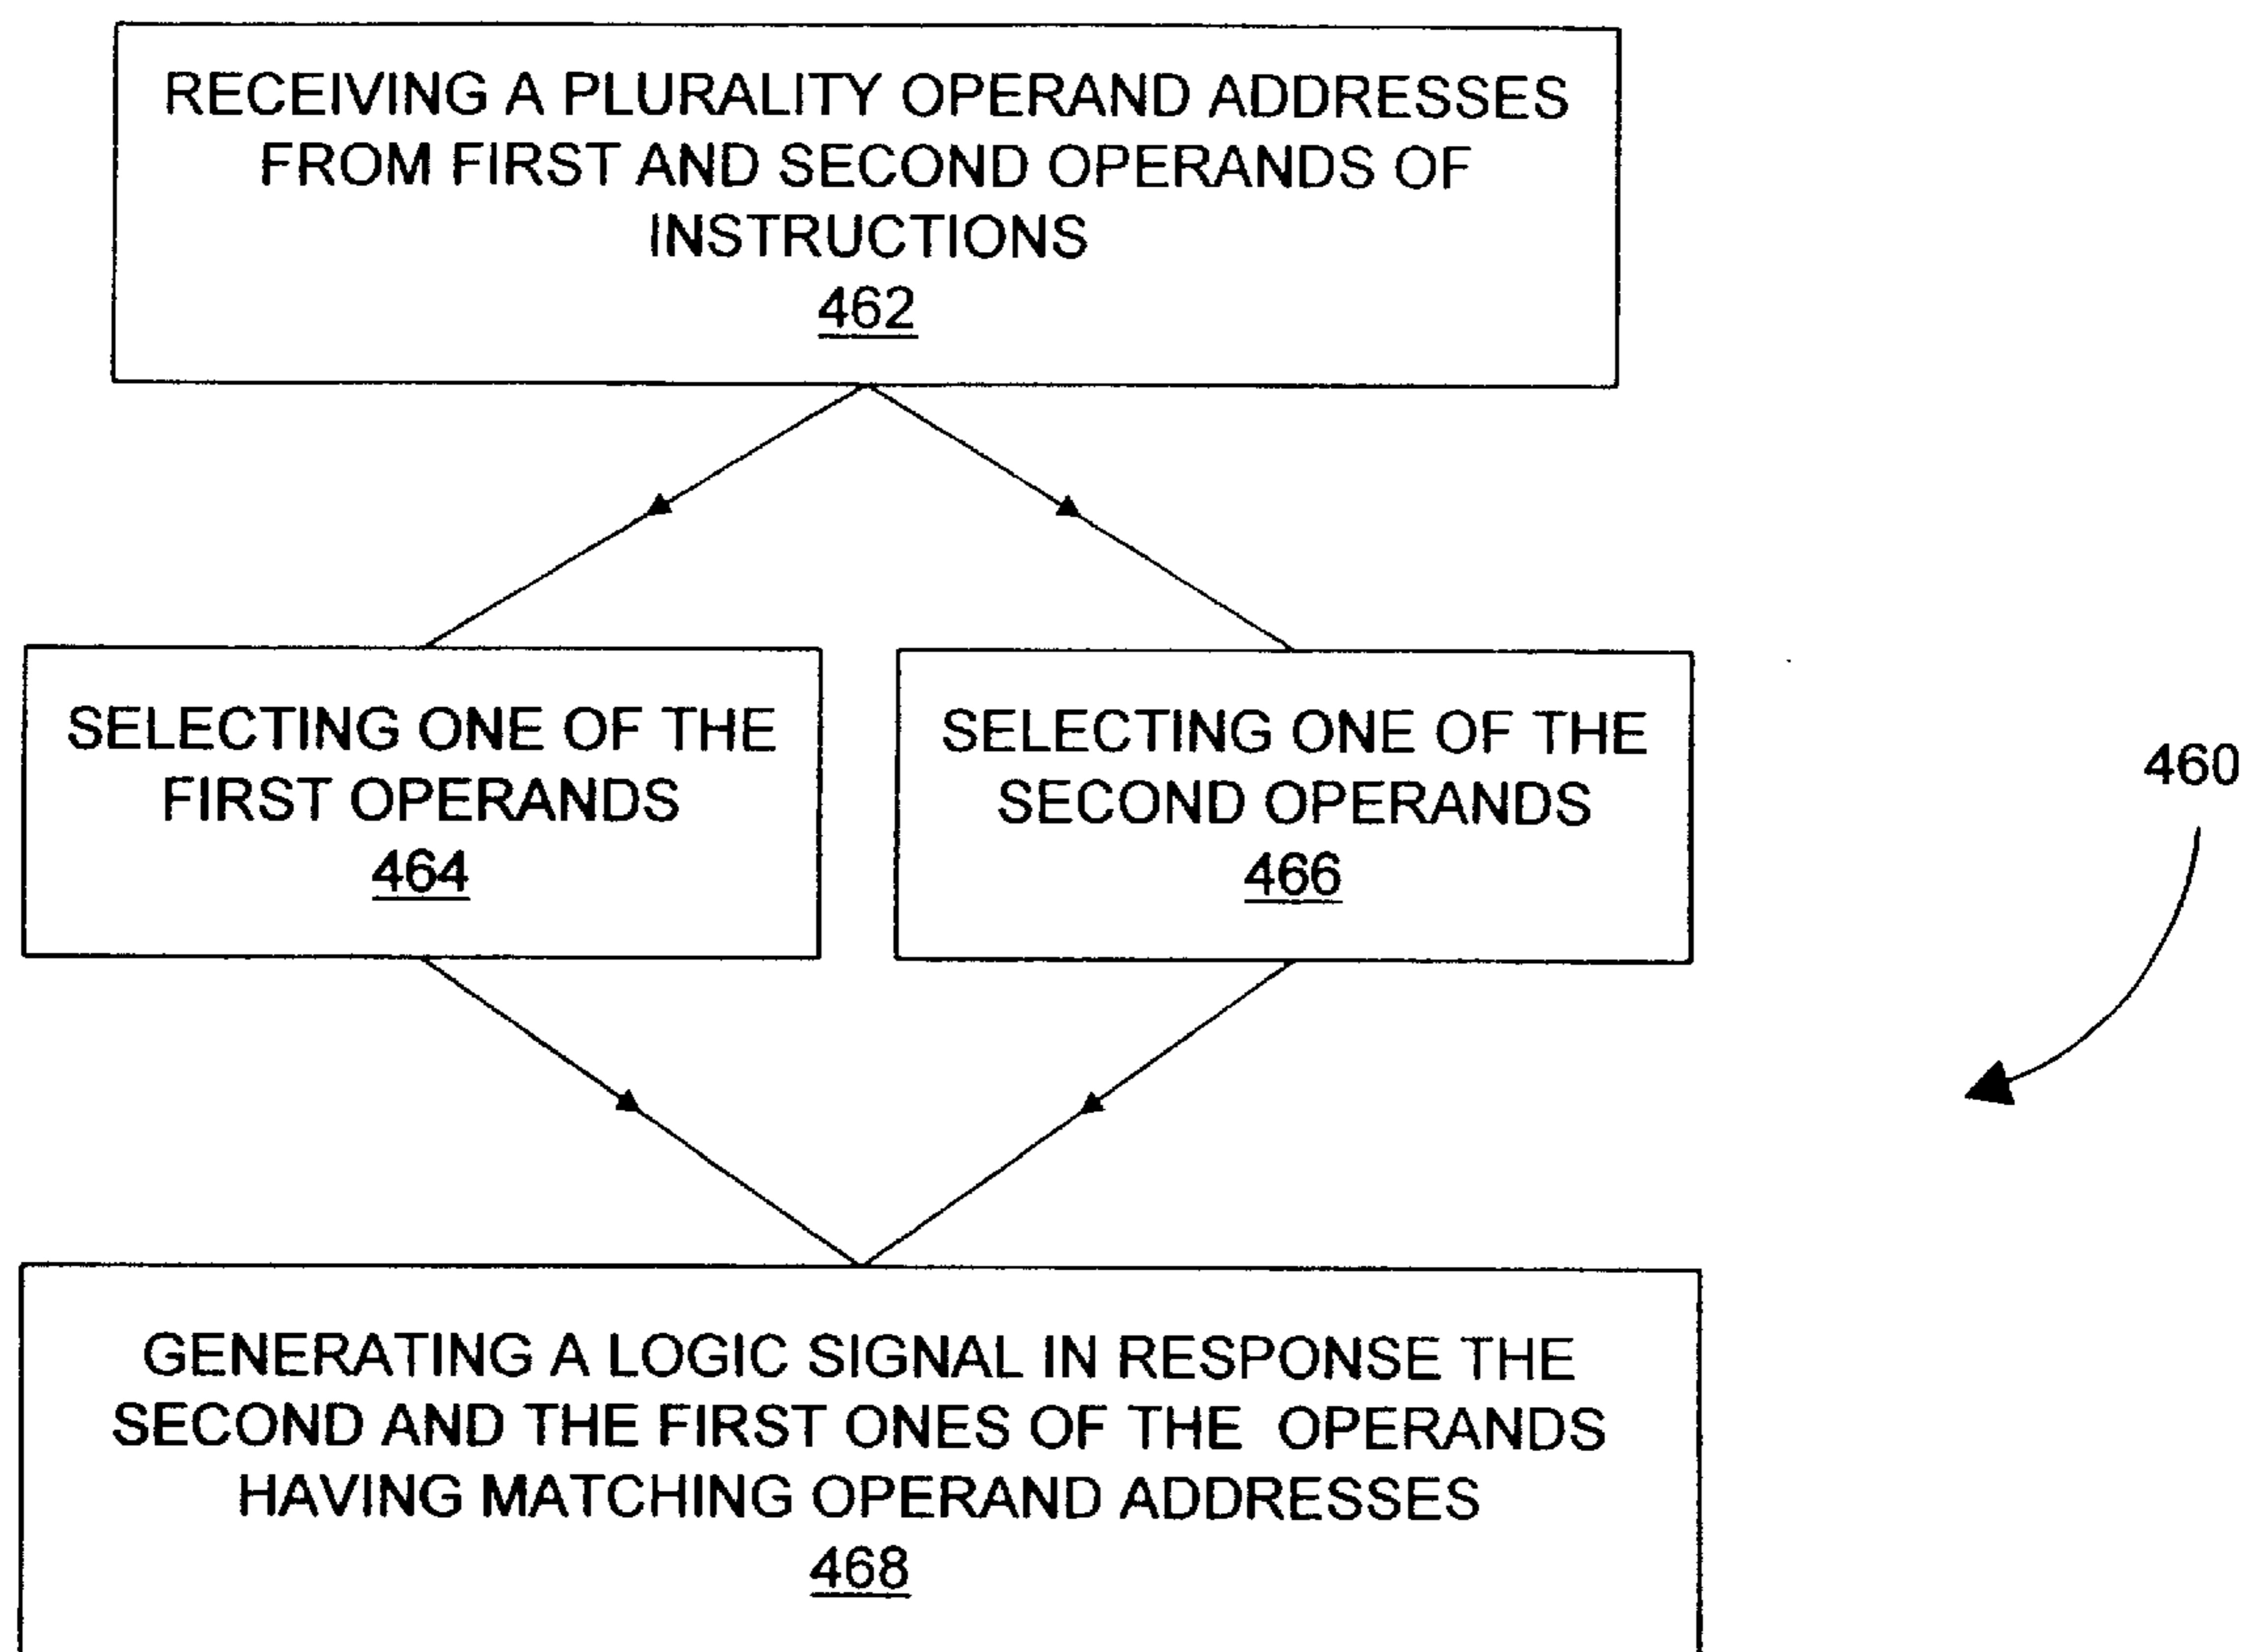 RECEIVING A PLURALITY OPERAND ADDRESSES
FROM FIRST AND SECOND OPERANDS OF
INSTRUCTIONS
462
SELECTING ONE OF THE
FIRST OPERANDS
464
SELECTING ONE OF THE
SECOND OPERANDS
466
460
GENERATING A LOGIC SIGNAL IN RESPONSE THE
SECOND AND THE FIRST ONES OF THE OPERANDS
HAVING MATCHING OPERAND ADDRESSES
468